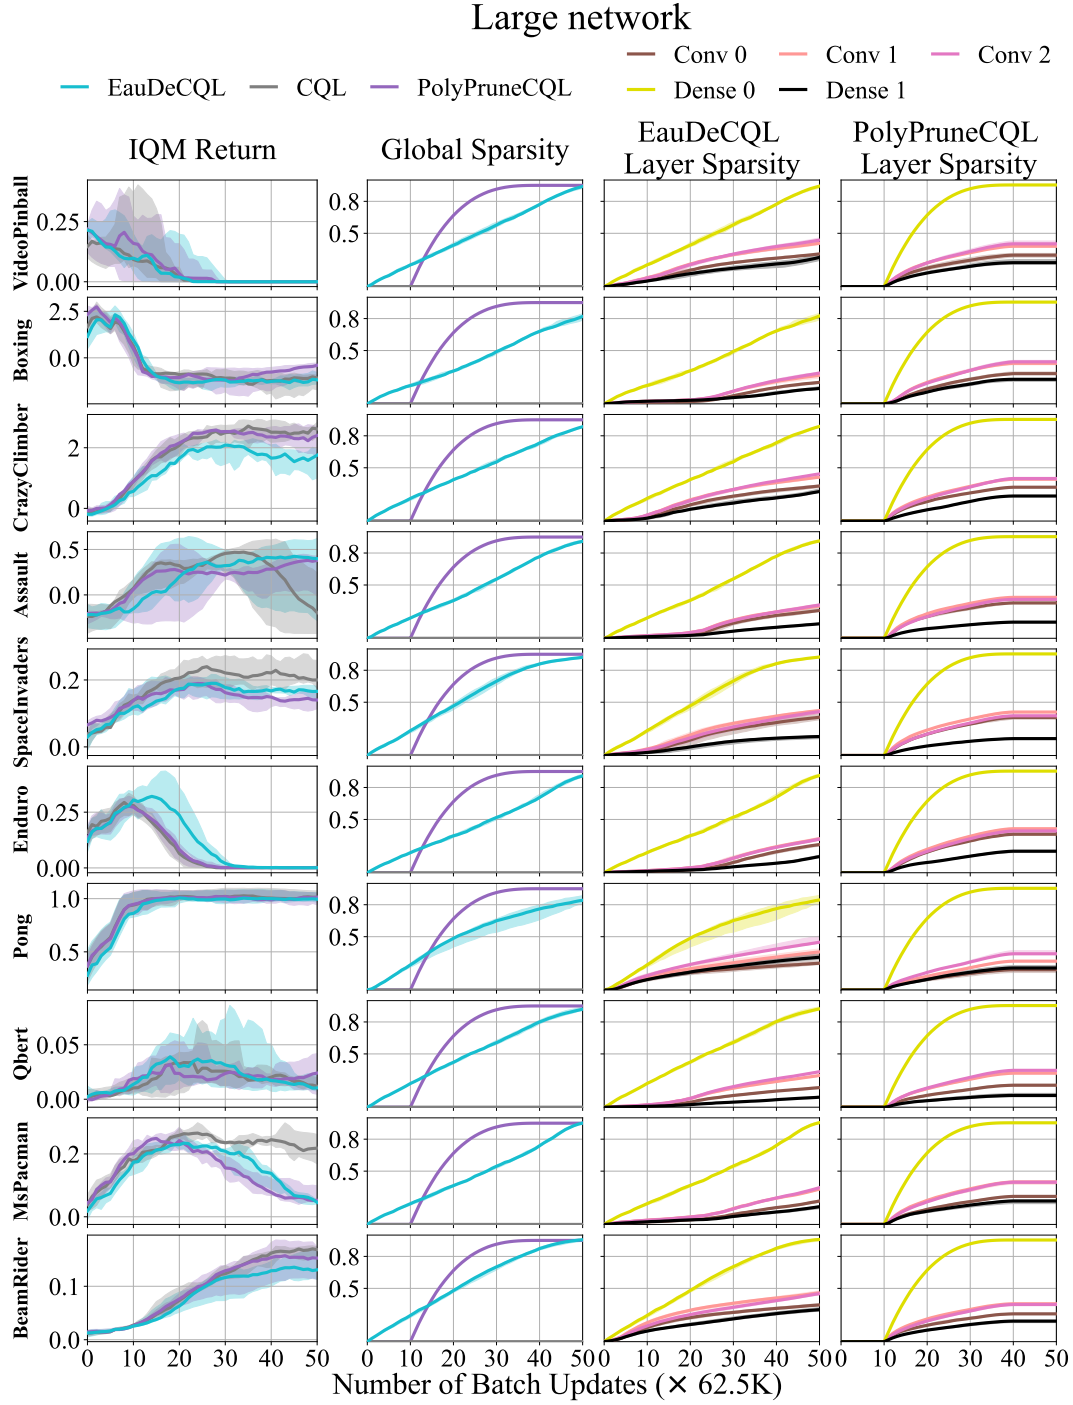 Large network
EauDeCQL CQL PolyPruneCQL
Conv 0 Conv 1 Conv 2
Dense 0 Dense 1
IQM Return
Global Sparsity
EauDeCQL
Layer Sparsity
PolyPruneCQL
Layer Sparsity
VideoPinball
0.25
0.00
0.8
0.5
Boxing
2.5
0.0
0.8
0.5
CrazyClimber
2
0
0.8
0.5
Assault
0.5
0.0
0.8
0.5
SpaceInvaders
0.2
0.0
0.8
0.5
Enduro
0.25
0.00
0.8
0.5
Pong
1.0
0.5
0.8
0.5
Qbert
0.05
0.00
0.8
0.5
MsPacman
0.2
0.0
0.8
0.5
BeamRider
0.1
0.0
0.8
0.5
0 10 20 30 40 50 0 10 20 30 40 50 0 10 20 30 40 50 0 10 20 30 40 50
Number of Batch Updates (× 62.5K)